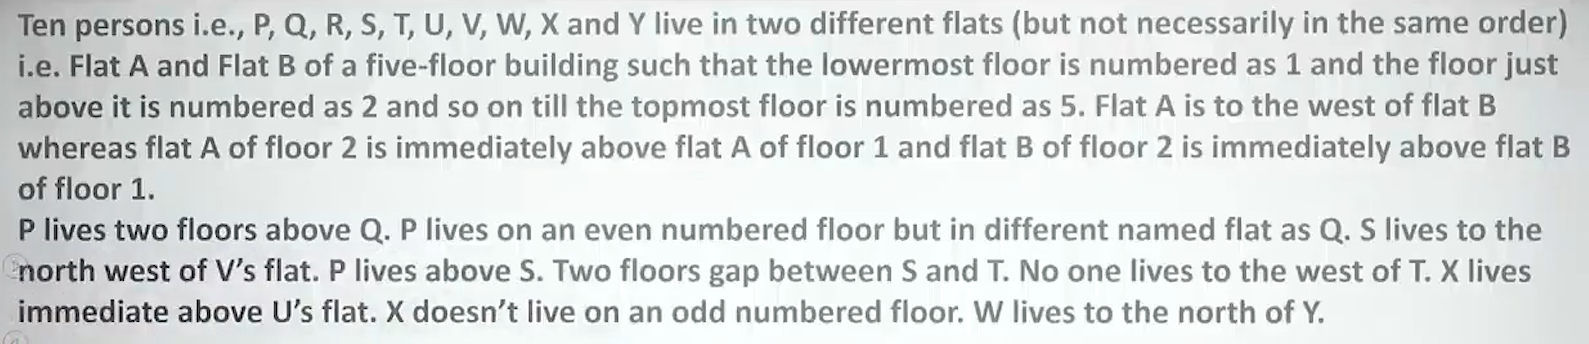 Ten persons i.e., P, Q, R, S, T, U, V, W, X and Y live in two different flats (but not necessarily in the same order)
i.e. Flat A and Flat B of a five-floor building such that the lowermost floor is numbered as 1 and the floor just
above it is numbered as 2 and so on till the topmost floor is numbered as 5. Flat A is to the west of flat B
whereas flat A of floor 2 is immediately above flat A of floor 1 and flat B of floor 2 is immediately above flat B
of floor 1.
P lives two floors above Q. P lives on an even numbered floor but in different named flat as Q. S lives to the
north west of V's flat. P lives above S. Two floors gap between S and T. No one lives to the west of T. X lives
immediate above U's flat. X doesn't live on an odd numbered floor. W lives to the north of Y.